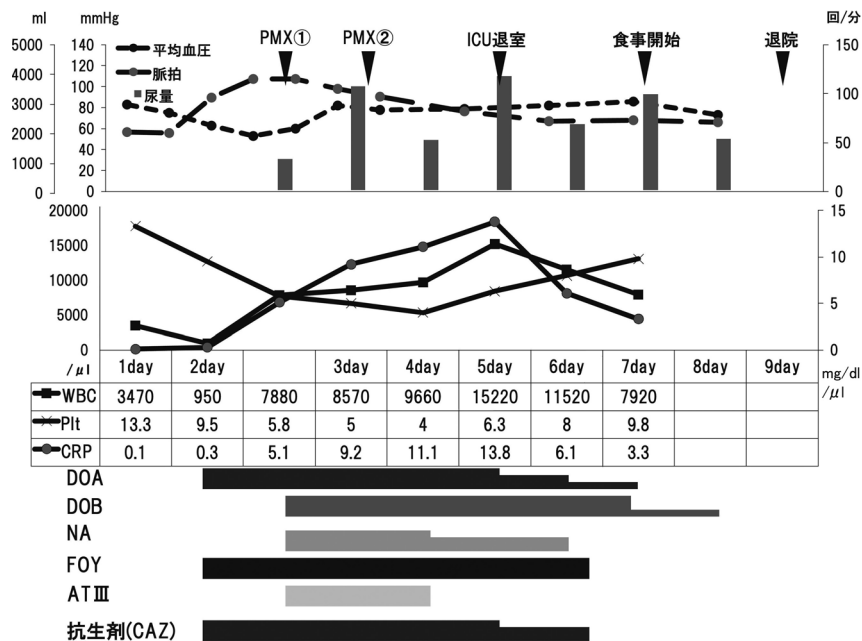 ml mmHg PMX① PMX② ICU退室 食事開始 退院 回/分
5000 140 150
平均血圧
脈拍
尿量
4000 120
100 100
3000 80
2000 60 50
1000 40
20
0 0 0
20000 15
15000 10
10000
5000 5
0 0
/μl 1day 2day 3day 4day 5day 6day 7day 8day 9day mg/dl
/μl
WBC 3470 950 7880 8570 9660 15220 11520 7920
Plt 13.3 9.5 5.8 5 4 6.3 8 9.8
CRP 0.1 0.3 5.1 9.2 11.1 13.8 6.1 3.3
DOA
DOB
NA
FOY
ATⅢ
抗生剤(CAZ)